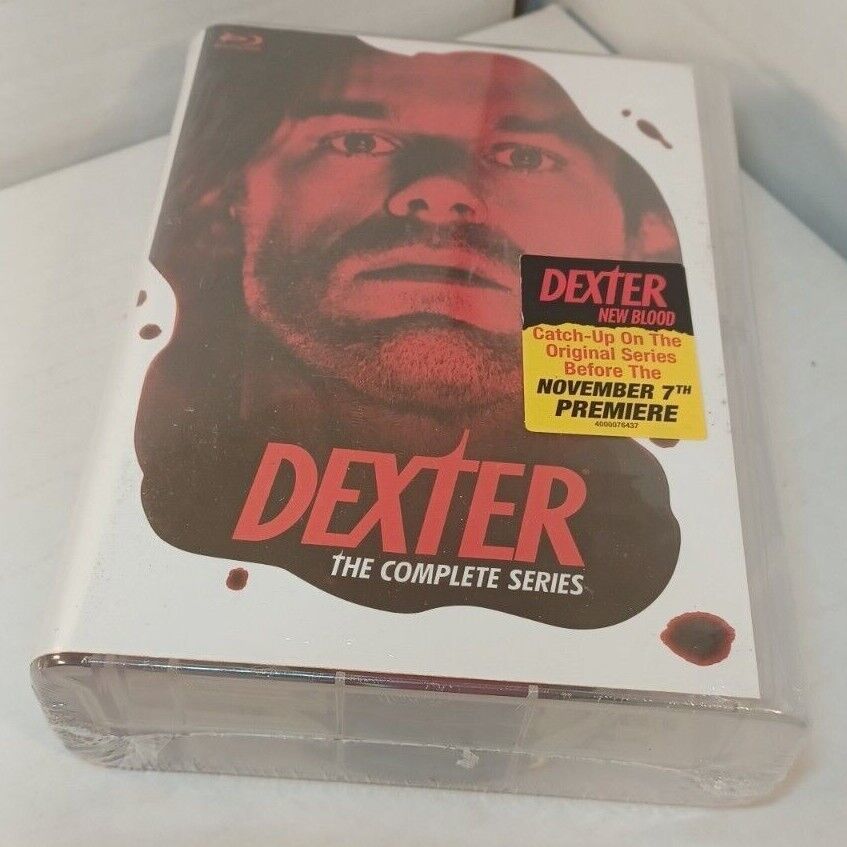 DEXTER
NEW BLOOD
Catch-Up On The
Original Series
Before The
NOVEMBER 7TH
PREMIERE
4000076437
DEXTER
THE COMPLETE SERIES